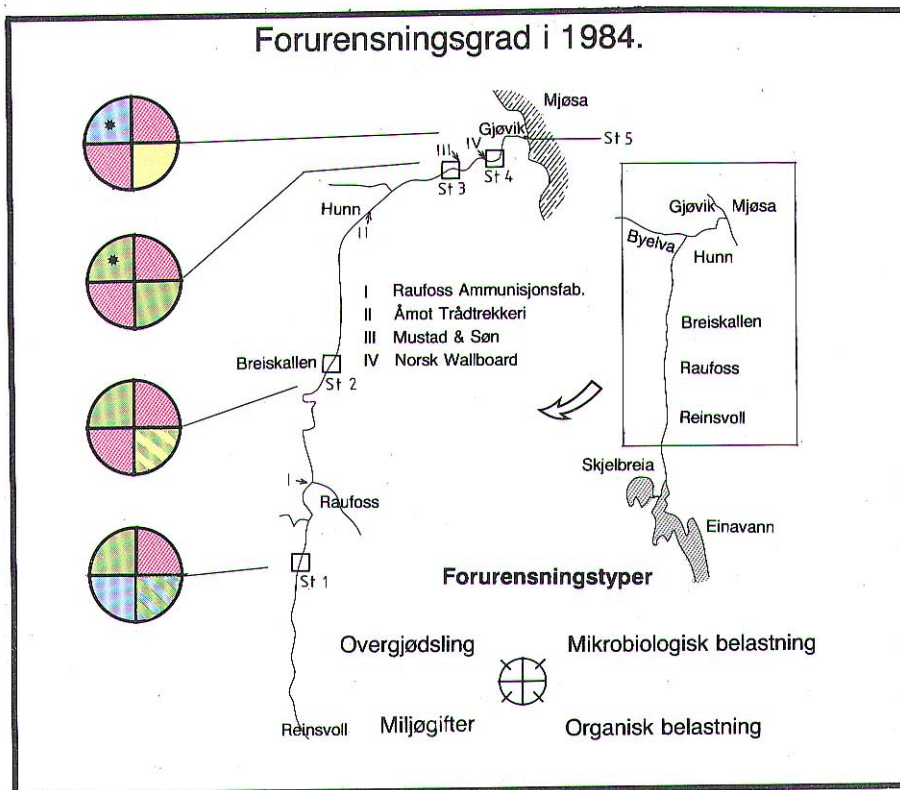 Forurensningsgrad i 1984.
Mjøsa
Gjøvik
St 5
III
IV
St 3
St 4
Hunn
II
I Raufoss Ammunisjonsfab.
II Åmot Trådtrekkeri
III Mustad & Søn
IV Norsk Wallboard
Breiskallen
St 2
I
Raufoss
St 1
Reinsvoll
Gjøvik Mjøsa
Byelva
Hunn
Breiskallen
Raufoss
Reinsvoll
Skjelbreia
Einavann
Forurensningstyper
Overgjødsling Mikrobiologisk belastning
Miljøgifter Organisk belastning